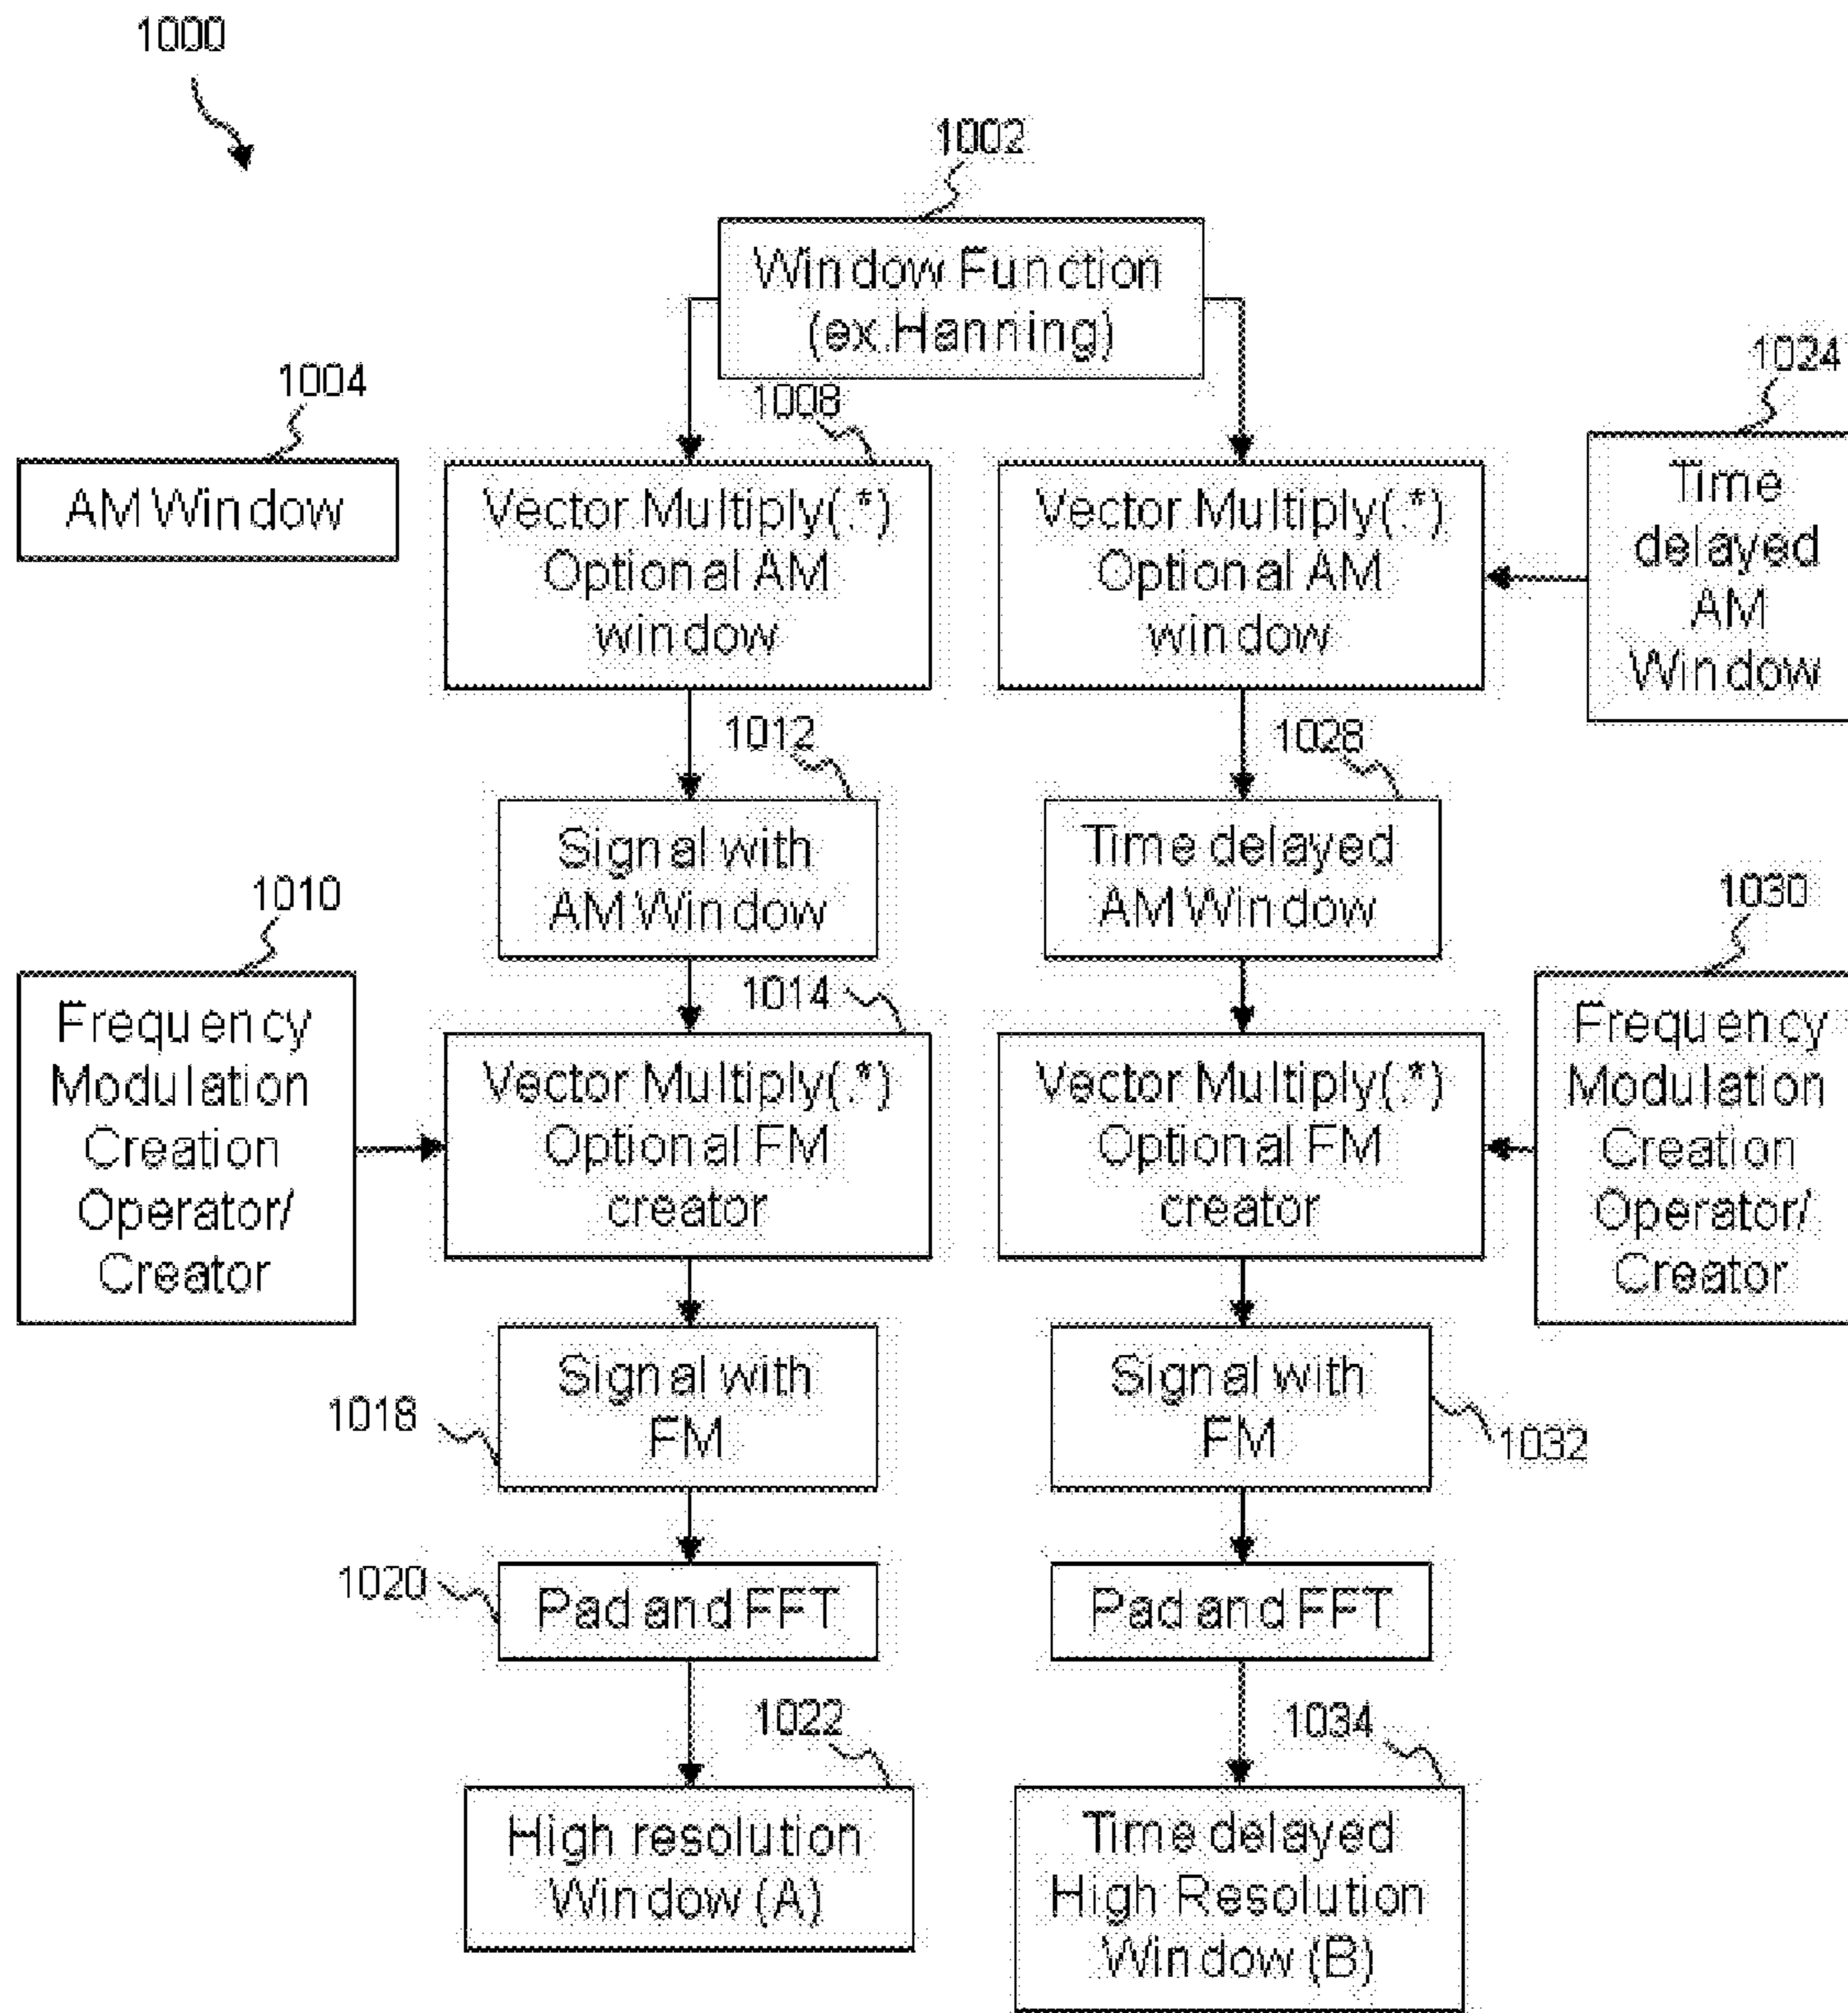 1000
1002
Window Function
(ex.Hanning)
1004
AM Window
1008
Vector Multiply(.*)
Optional AM
window
Vector Multiply(.*)
Optional AM
window
1024
Time
delayed
AM
Window
1012
Signal with
AM Window
1028
Time delayed
AM Window
1010
Frequency
Modulation
Creation
Operator/
Creator
1014
Vector Multiply(.*)
Optional FM
creator
Vector Multiply(.*)
Optional FM
creator
1030
Frequency
Modulation
Creation
Operator/
Creator
1018
Signal with
FM
Signal with
FM
1032
1020
Pad and FFT
Pad and FFT
1022
High resolution
Window (A)
1034
Time delayed
High Resolution
Window (B)